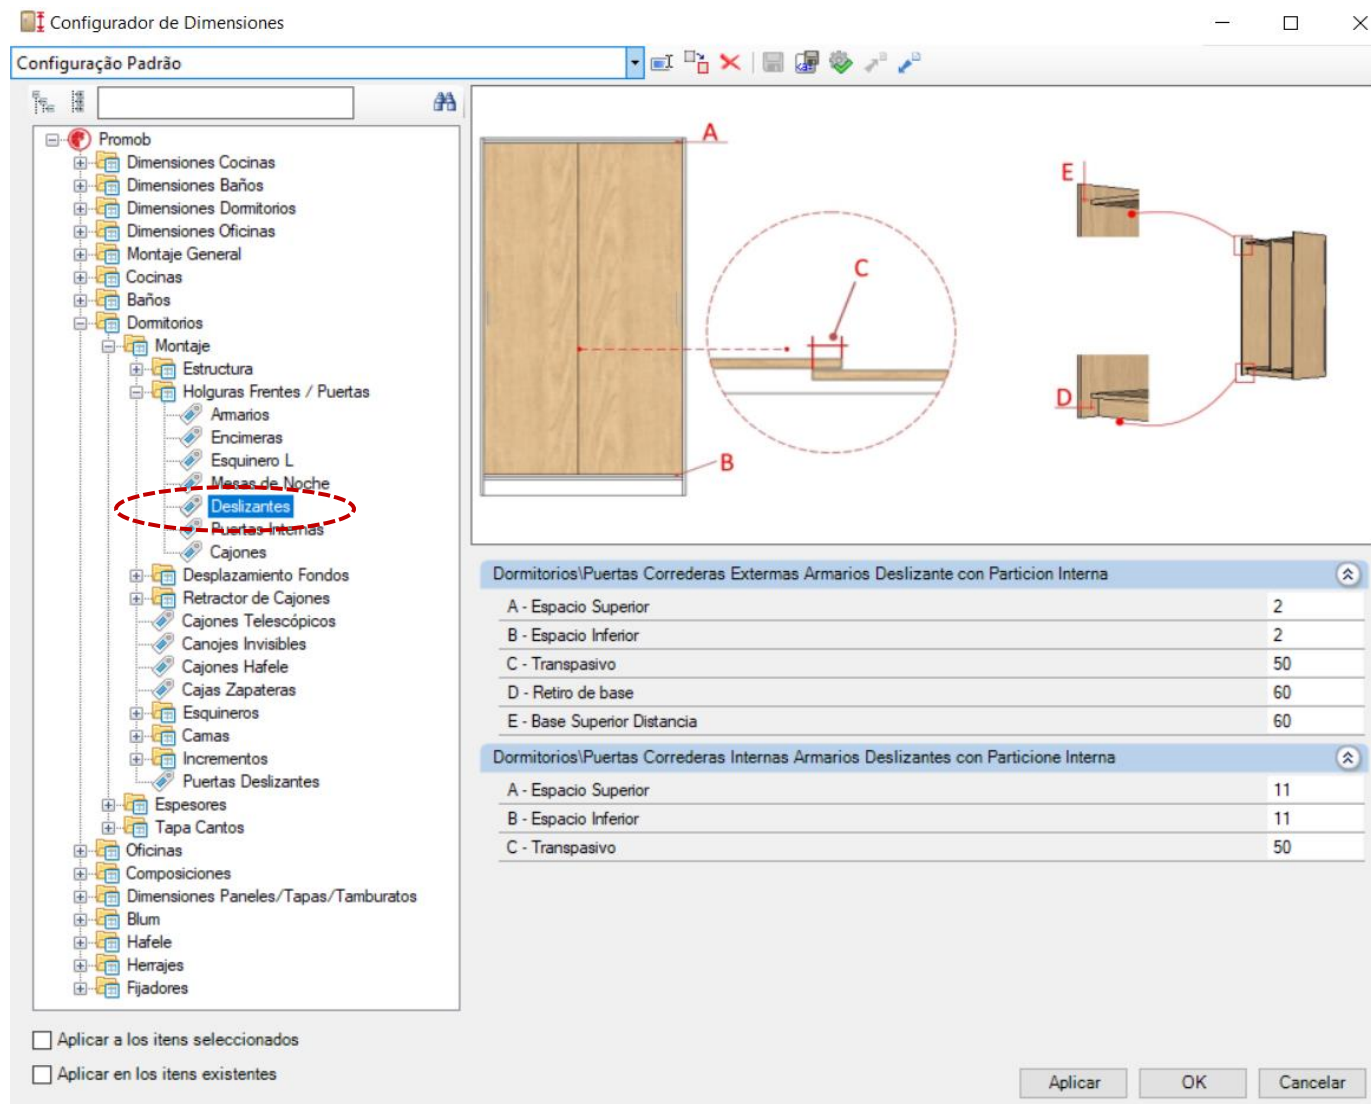 Configurador de Dimensiones
Configuração Padrão
Promob
Dimensiones Cocinas
Dimensiones Baños
Dimensiones Dormitorios
Dimensiones Oficinas
Montaje General
Cocinas
Baños
Dormitorios
Montaje
Estructura
Holguras Frentes / Puertas
Armarios
Encimeras
Esquinero L
Mesas de Noche
Deslizantes
Puertas Internas
Cajones
Desplazamiento Fondos
Retractor de Cajones
Cajones Telescópicos
Canojes Invisibles
Cajones Hafele
Cajas Zapateras
Esquineros
Camas
Incrementos
Puertas Deslizantes
Espesores
Tapa Cantos
Oficinas
Composiciones
Dimensiones Paneles/Tapas/Tamburatos
Blum
Hafele
Herrajes
Fijadores
A
B
C
E
D
Dormitorios\Puertas Correderas Extermas Armarios Deslizante con Particion Interna
A - Espacio Superior 2
B - Espacio Inferior 2
C - Transpasivo 50
D - Retiro de base 60
E - Base Superior Distancia 60
Dormitorios\Puertas Correderas Internas Armarios Deslizantes con Particione Interna
A - Espacio Superior 11
B - Espacio Inferior 11
C - Transpasivo 50
Aplicar a los itens seleccionados
Aplicar en los itens existentes
Aplicar OK Cancelar